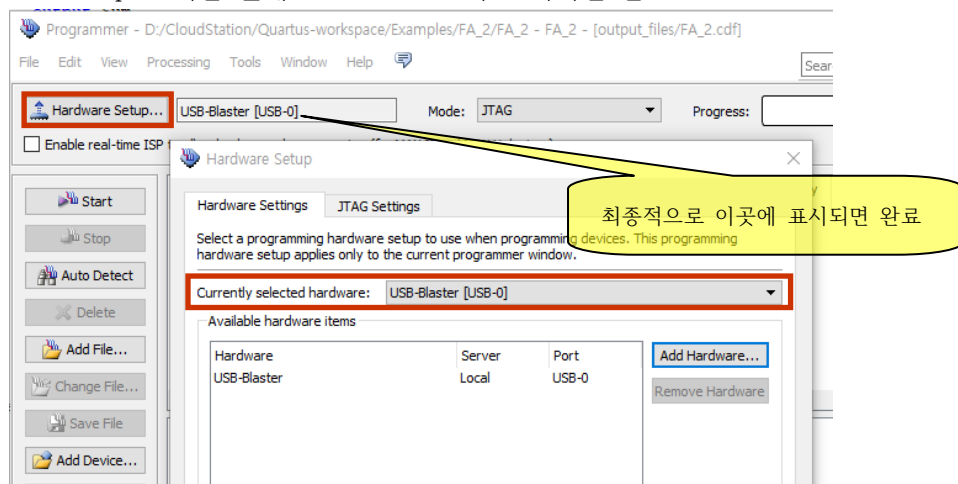 Programmer - D:/CloudStation/Quartus-workspace/Examples/FA_2/FA_2 - FA_2 - [output_files/FA_2.cdf]
File Edit View Processing Tools Window Help
Sear
Hardware Setup... USB-Blaster [USB-0] Mode: JTAG Progress:
Enable real-time ISP
Hardware Setup
최종적으로 이곳에 표시되면 완료
Start
Hardware Settings JTAG Settings
Stop
Select a programming hardware setup to use when programming devices. This programming
hardware setup applies only to the current programmer window.
Auto Detect
Currently selected hardware: USB-Blaster [USB-0]
Delete
Available hardware items
Add File...
Hardware Server Port Add Hardware...
USB-Blaster Local USB-0
Change File...
Remove Hardware
Save File
Add Device...